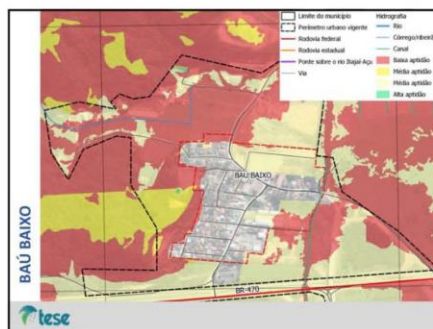 Limite do município
Perímetro urbano vigente
Rodovia federal
Rodovia estadual
Ponte sobre o rio Itajaí-Açu
Via
Hidrografia
Rio
Córrego/ribeirão
Canal
Baixa aptidão
Média aptidão
Média aptidão
Alta aptidão
BAÚ BAIXO
BAÚ BAIXO
BR-470
tese